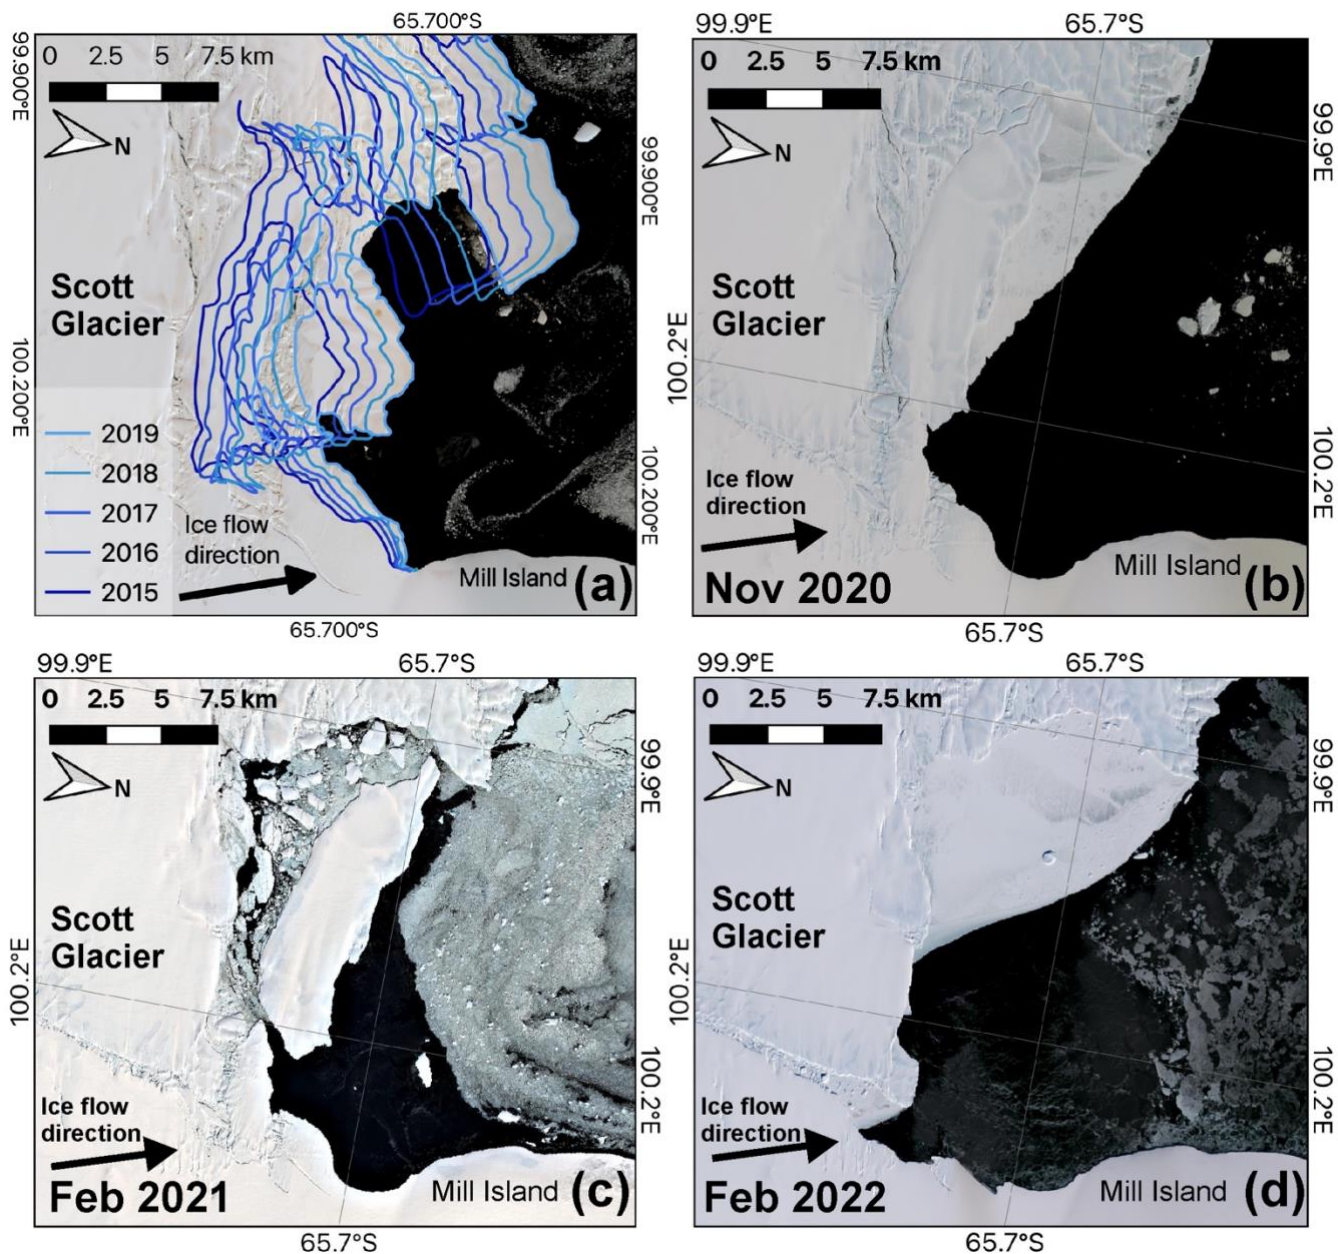 65.700°S
0 2.5 5 7.5 km
99.900°E
N
99.900°E
Scott
Glacier
100.200°E
2019
2018
2017
2016
2015
100.200°E
Ice flow
direction
Mill Island
(a)
65.700°S
99.9°E
65.7°S
0 2.5 5 7.5 km
N
99.9°E
Scott
Glacier
100.2°E
100.2°E
Ice flow
direction
Mill Island
Nov 2020
(b)
65.7°S
99.9°E
65.7°S
0 2.5 5 7.5 km
N
99.9°E
Scott
Glacier
100.2°E
100.2°E
Ice flow
direction
Mill Island
Feb 2021
(c)
65.7°S
99.9°E
65.7°S
0 2.5 5 7.5 km
N
99.9°E
Scott
Glacier
100.2°E
100.2°E
Ice flow
direction
Mill Island
Feb 2022
(d)
65.7°S